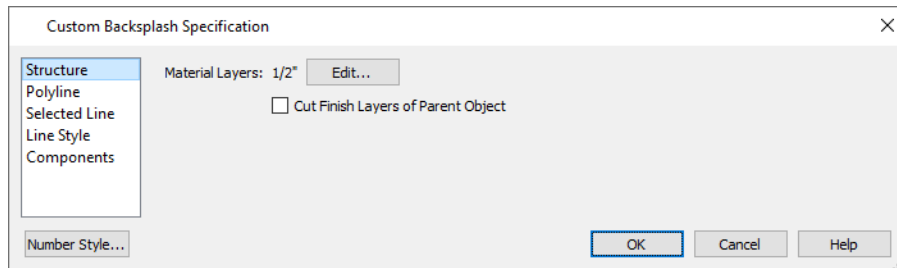 Custom Backsplash Specification
Structure
Polyline
Selected Line
Line Style
Components
Material Layers: 1/2" Edit...
Cut Finish Layers of Parent Object
Number Style...
OK Cancel Help